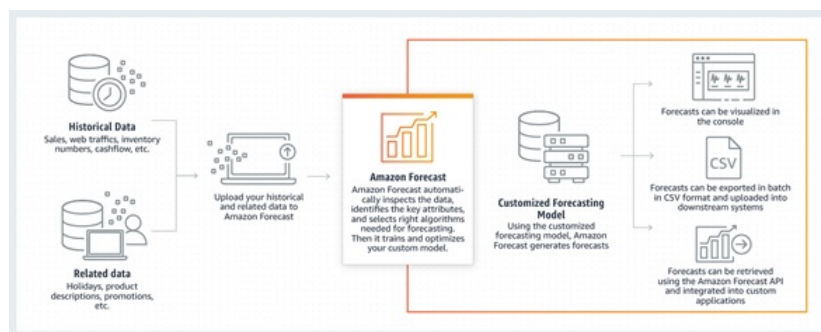 Historical Data
Sales, web traffics, inventory
numbers, cashflow, etc.
Related data
Holidays, product
descriptions, promotions,
etc.
Upload your historical
and related data to
Amazon Forecast
Amazon Forecast
Amazon Forecast automati-
cally inspects the data,
identifies the key attributes,
and selects right algorithms
needed for forecasting.
Then it trains and optimizes
your custom model.
Customized Forecasting
Model
Using the customized
forecasting model, Amazon
Forecast generates forecasts
Forecasts can be visualized in
the console
CSV
Forecasts can be exported in batch
in CSV format and uploaded into
downstream systems
Forecasts can be retrieved
using the Amazon Forecast API
and integrated into custom
applications